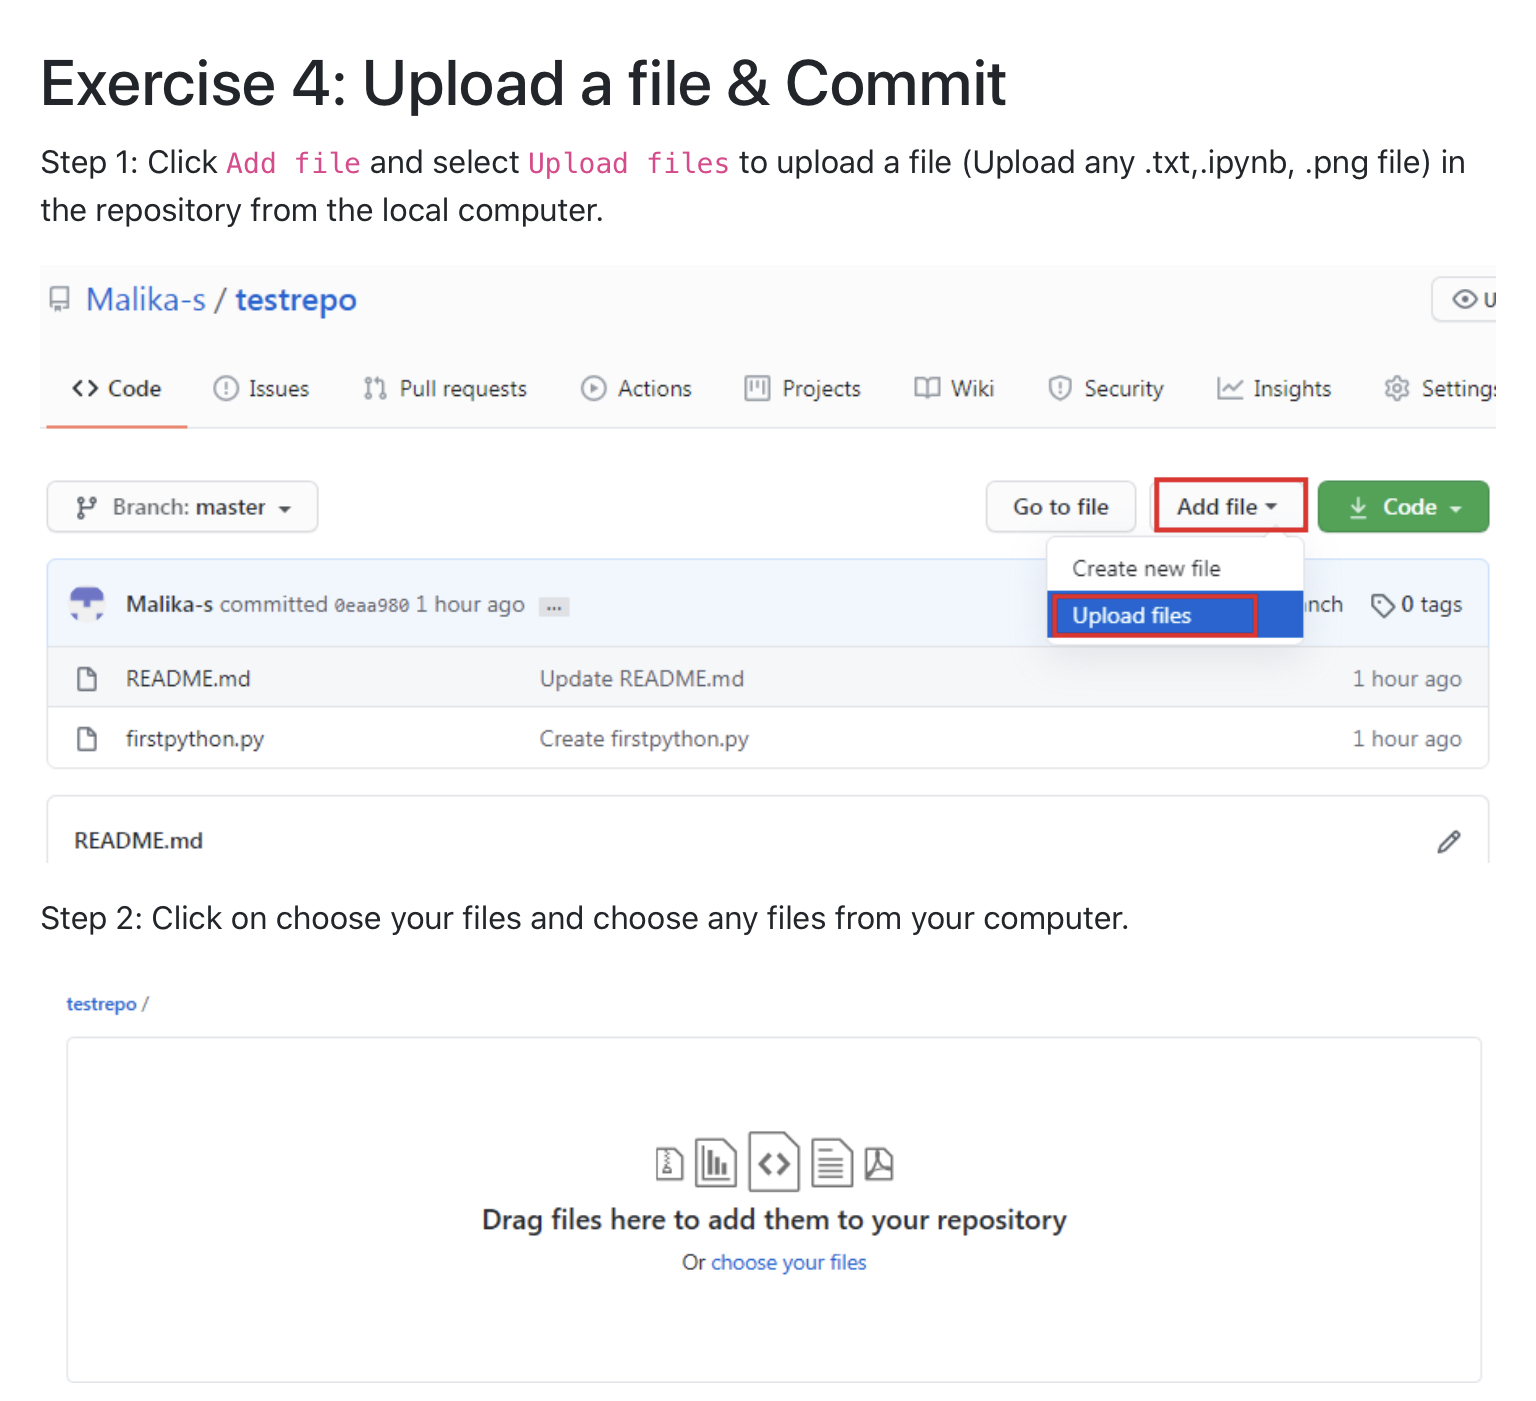 Exercise 4: Upload a file & Commit
Step 1: Click Add file and select Upload files to upload a file (Upload any .txt,.ipynb, .png file) in
the repository from the local computer.
Malika-s / testrepo
U
Code Issues Pull requests Actions Projects Wiki Security Insights Settings
Branch: master Go to file Add file Code
Create new file
Upload files
Malika-s committed 0eaa980 1 hour ago ... 0 tags
README.md Update README.md 1 hour ago
firstpython.py Create firstpython.py 1 hour ago
README.md
Step 2: Click on choose your files and choose any files from your computer.
testrepo /
Drag files here to add them to your repository
Or choose your files